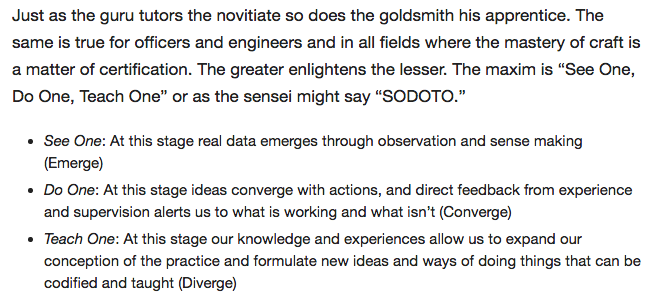 Just as the guru tutors the novitiate so does the goldsmith his apprentice. The
same is true for officers and engineers and in all fields where the mastery of craft is
a matter of certification. The greater enlightens the lesser. The maxim is “See One,
Do One, Teach One” or as the sensei might say “SODOTO.”
• See One: At this stage real data emerges through observation and sense making
(Emerge)
• Do One: At this stage ideas converge with actions, and direct feedback from experience
and supervision alerts us to what is working and what isn’t (Converge)
• Teach One: At this stage our knowledge and experiences allow us to expand our
conception of the practice and formulate new ideas and ways of doing things that can be
codified and taught (Diverge)